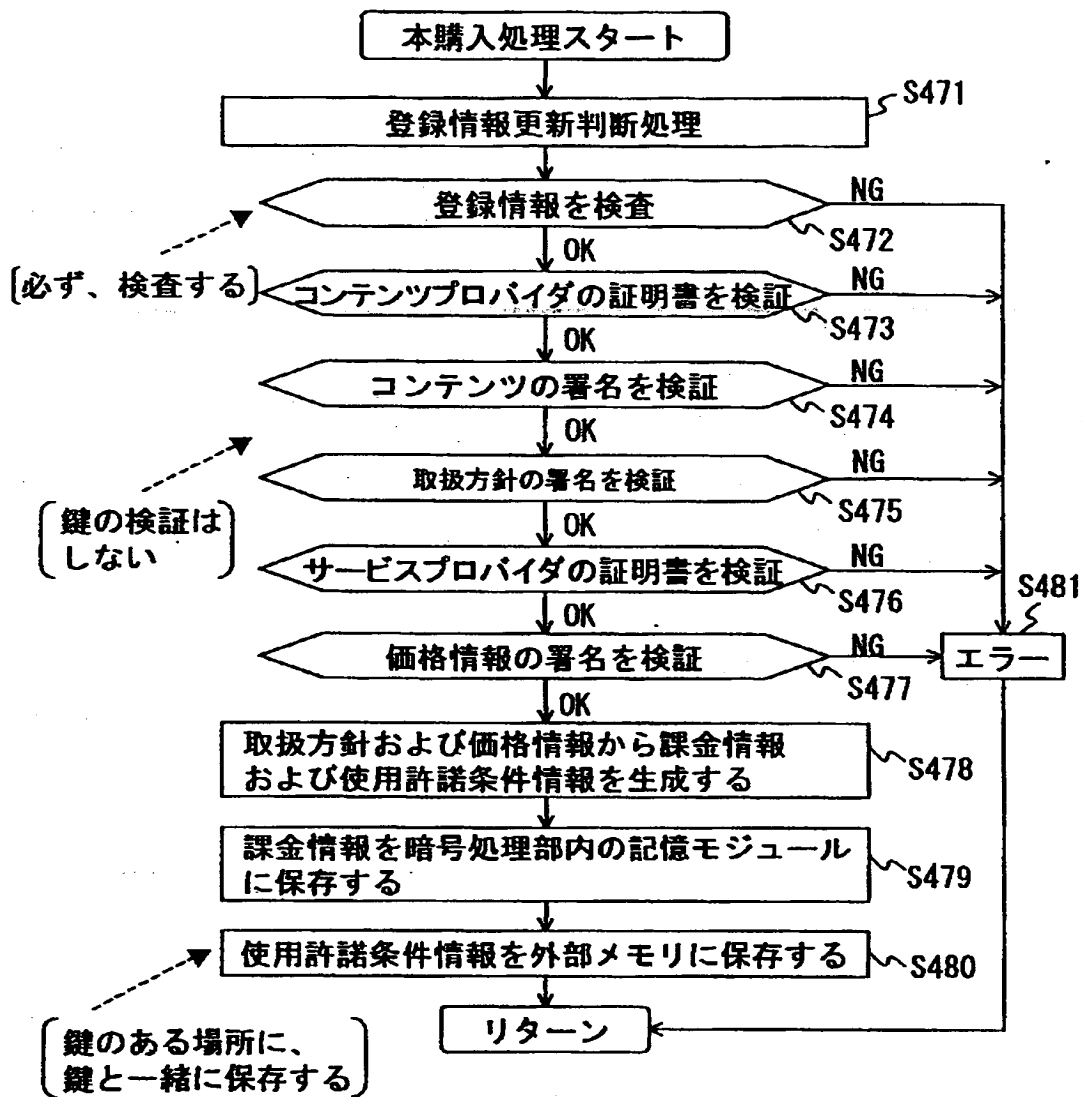 本購入処理スタート
S471
登録情報更新判断処理
登録情報を検査
NG
S472
OK
〔必ず、検査する〕
コンテンツプロバイダの証明書を検証
NG
S473
OK
コンテンツの署名を検証
NG
S474
OK
取扱方針の署名を検証
NG
S475
OK
鍵の検証は
しない
サービスプロバイダの証明書を検証
NG
S476
OK
S481
エラー
価格情報の署名を検証
NG
S477
OK
取扱方針および価格情報から課金情報
および使用許諾条件情報を生成する
S478
課金情報を暗号処理部内の記憶モジュール
に保存する
S479
使用許諾条件情報を外部メモリに保存する
S480
リターン
鍵のある場所に、
鍵と一緒に保存する